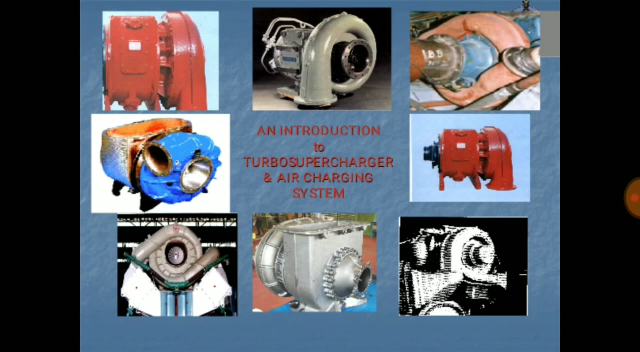 AN INTRODUCTION
to
TURBOSUPERCHARGER
& AIR CHARGING
SYSTEM